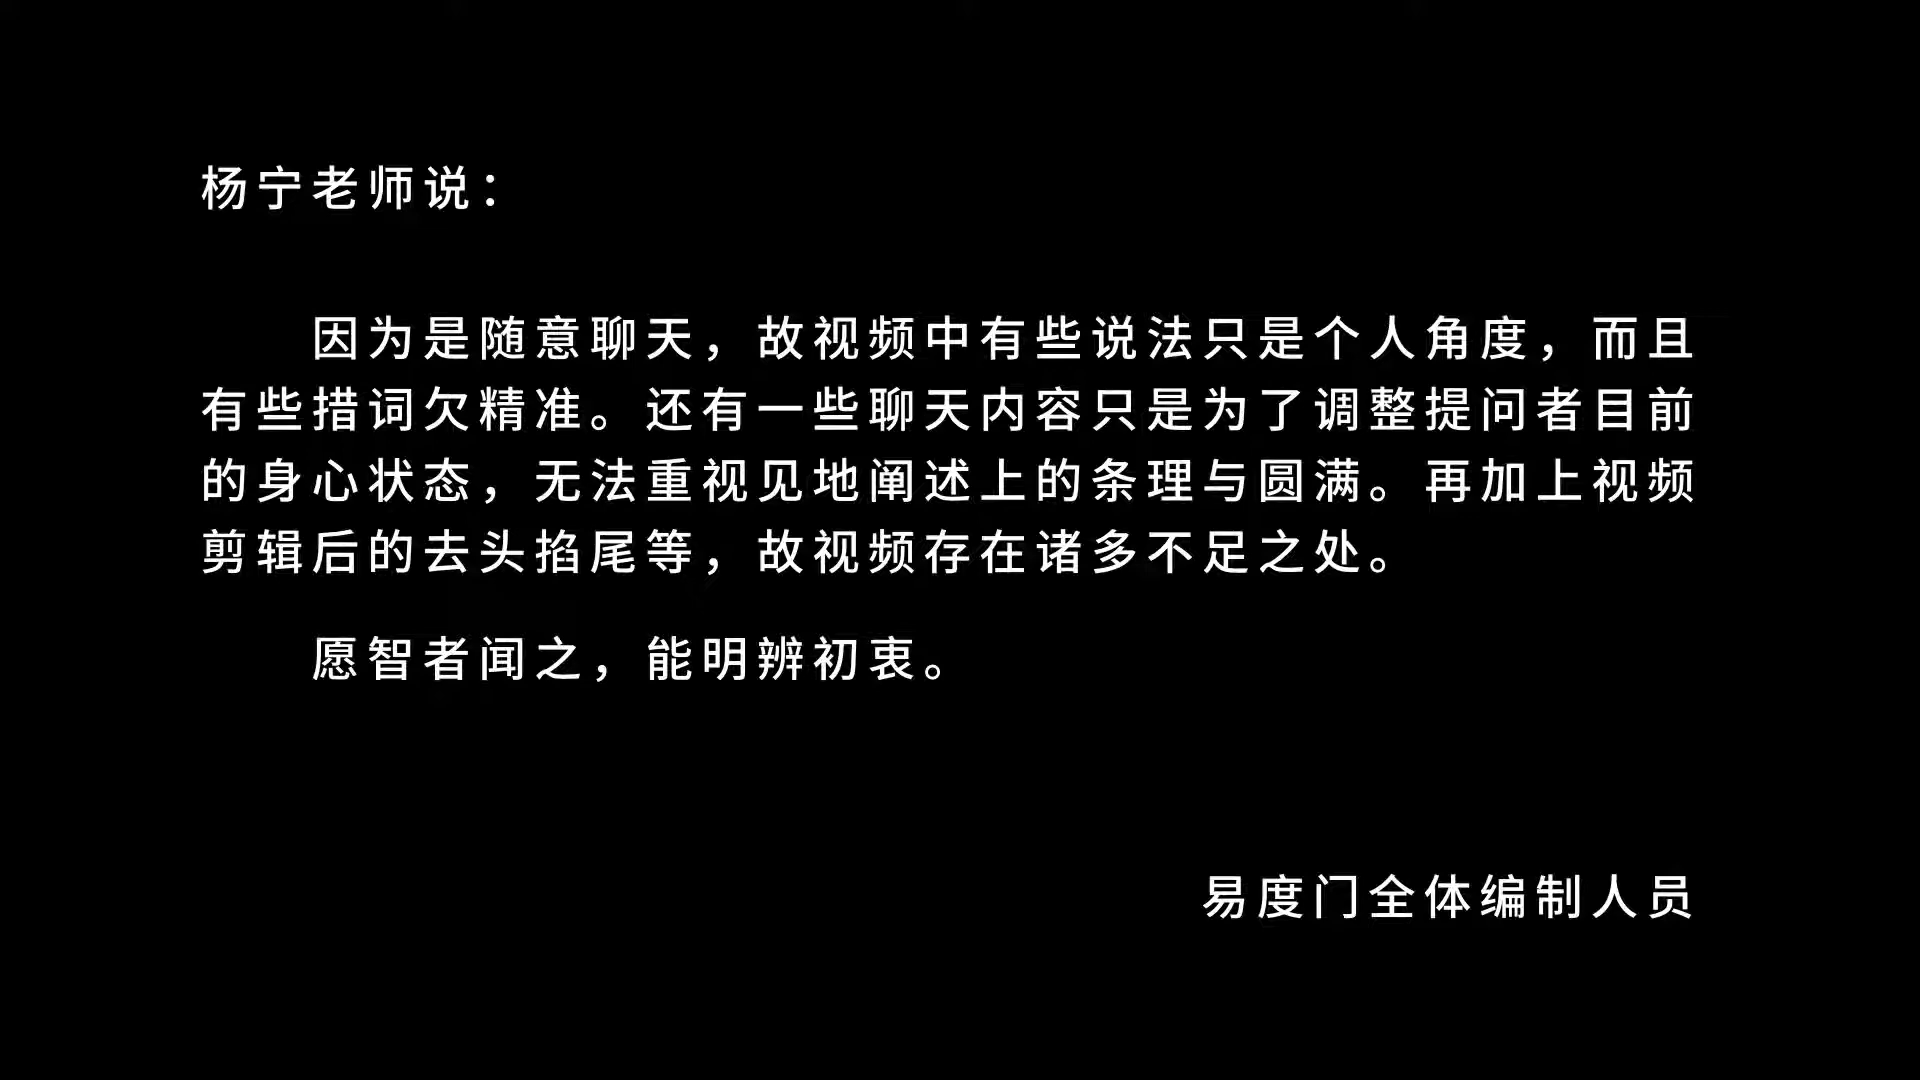 杨宁老师说：
因为是随意聊天，故视频中有些说法只是个人角度，而且
有些措词欠精准。还有一些聊天内容只是为了调整提问者目前
的身心状态，无法重视见地阐述上的条理与圆满。再加上视频
剪辑后的去头掐尾等，故视频存在诸多不足之处。
愿智者闻之，能明辨初衷。
易度门全体编制人员